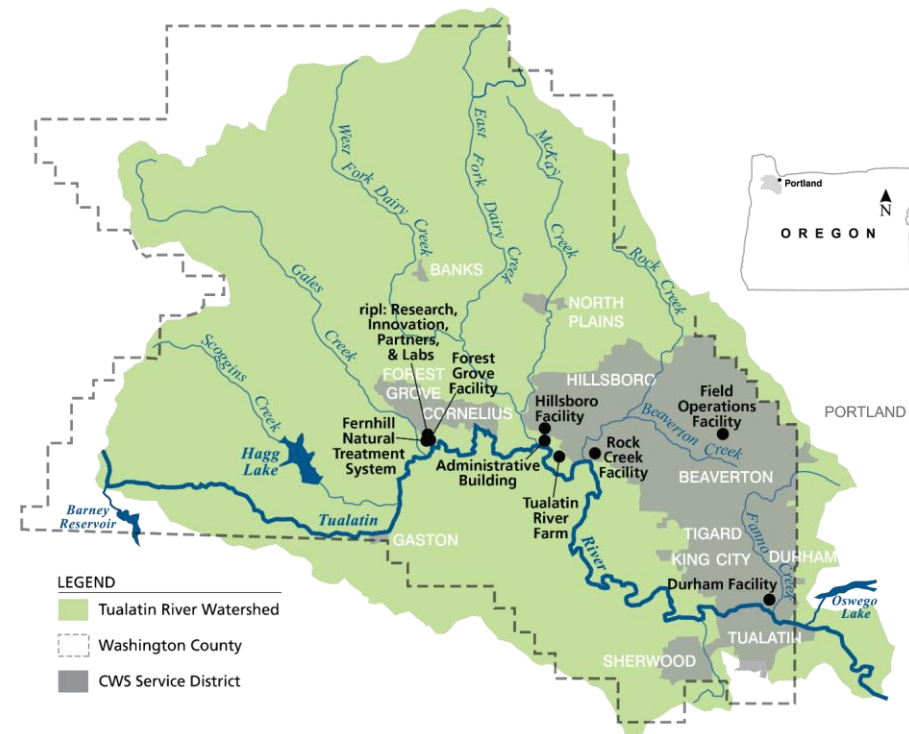 West Fork Dairy Creek
East Fork Dairy Creek
McKay Creek
Rock Creek
Portland
N
OREGON
BANKS
Gales Creek
NORTH
PLAINS
ripl: Research,
Innovation,
Partners,
& Labs
Forest
Grove
Facility
Scoggins Creek
FOREST
GROVE
CORNELIUS
HILLSBORO
Hillsboro
Facility
Field
Operations
Facility
PORTLAND
Fernhill
Natural
Treatment
System
Beaverton Creek
Hagg
Lake
Administrative
Building
Rock
Creek
Facility
BEAVERTON
Tualatin
River
Farm
Barney
Reservoir
Tualatin
GASTON
River
TIGARD
KING CITY
Fanno Creek
DURHAM
Durham Facility
Oswego
Lake
TUALATIN
SHERWOOD
LEGEND
Tualatin River Watershed
Washington County
CWS Service District